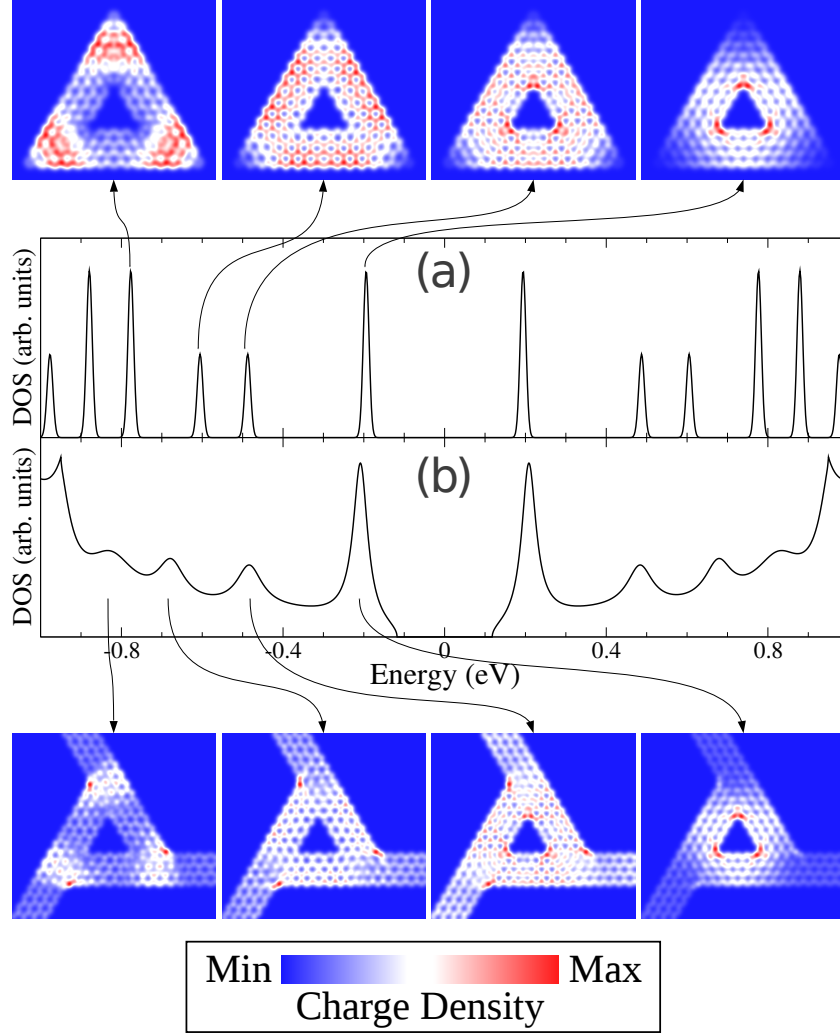 (a)
DOS (arb. units)
(b)
DOS (arb. units)
-0.8 -0.4 0 0.4 0.8
Energy (eV)
Min Max
Charge Density